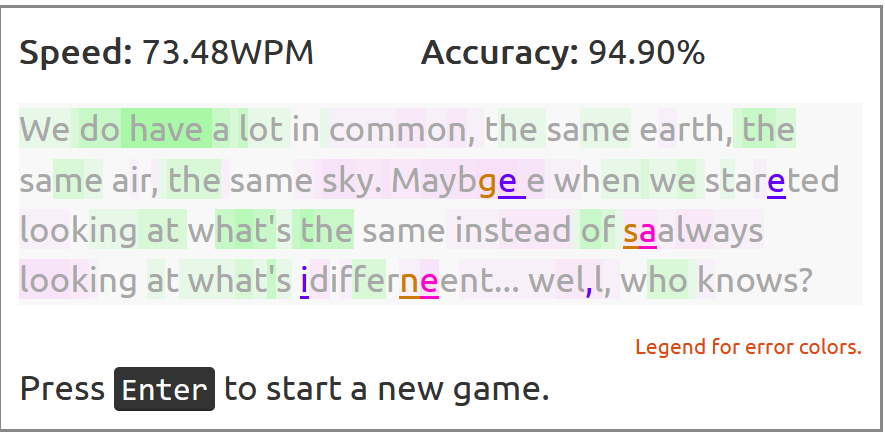 Speed: 73.48WPM Accuracy: 94.90%
We do have a lot in common, the same earth, the
same air, the same sky. Maybge e when we stareted
looking at what's the same instead of saalways
looking at what's idifferneent... wel,l, who knows?
Legend for error colors.
Press Enter to start a new game.